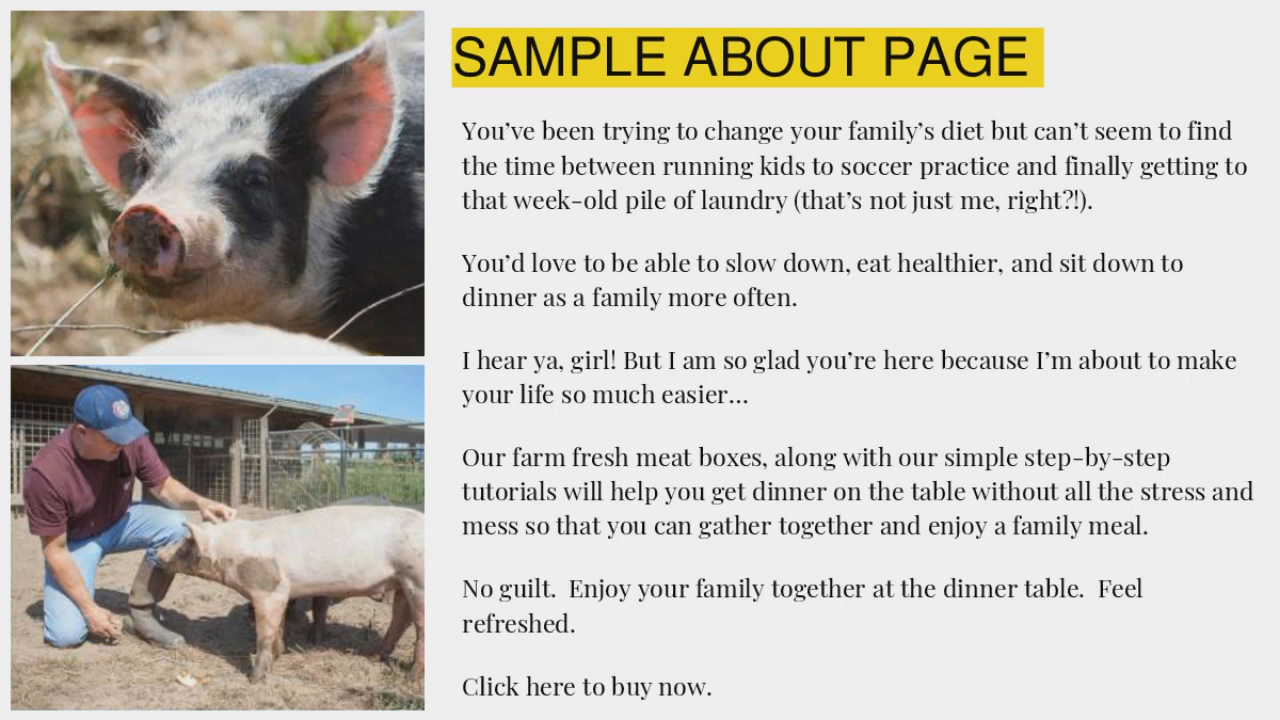 SAMPLE ABOUT PAGE
You’ve been trying to change your family’s diet but can’t seem to find
the time between running kids to soccer practice and finally getting to
that week-old pile of laundry (that’s not just me, right?!).
You’d love to be able to slow down, eat healthier, and sit down to
dinner as a family more often.
I hear ya, girl! But I am so glad you’re here because I’m about to make
your life so much easier...
Our farm fresh meat boxes, along with our simple step-by-step
tutorials will help you get dinner on the table without all the stress and
mess so that you can gather together and enjoy a family meal.
No guilt.  Enjoy your family together at the dinner table.  Feel
refreshed.
Click here to buy now.